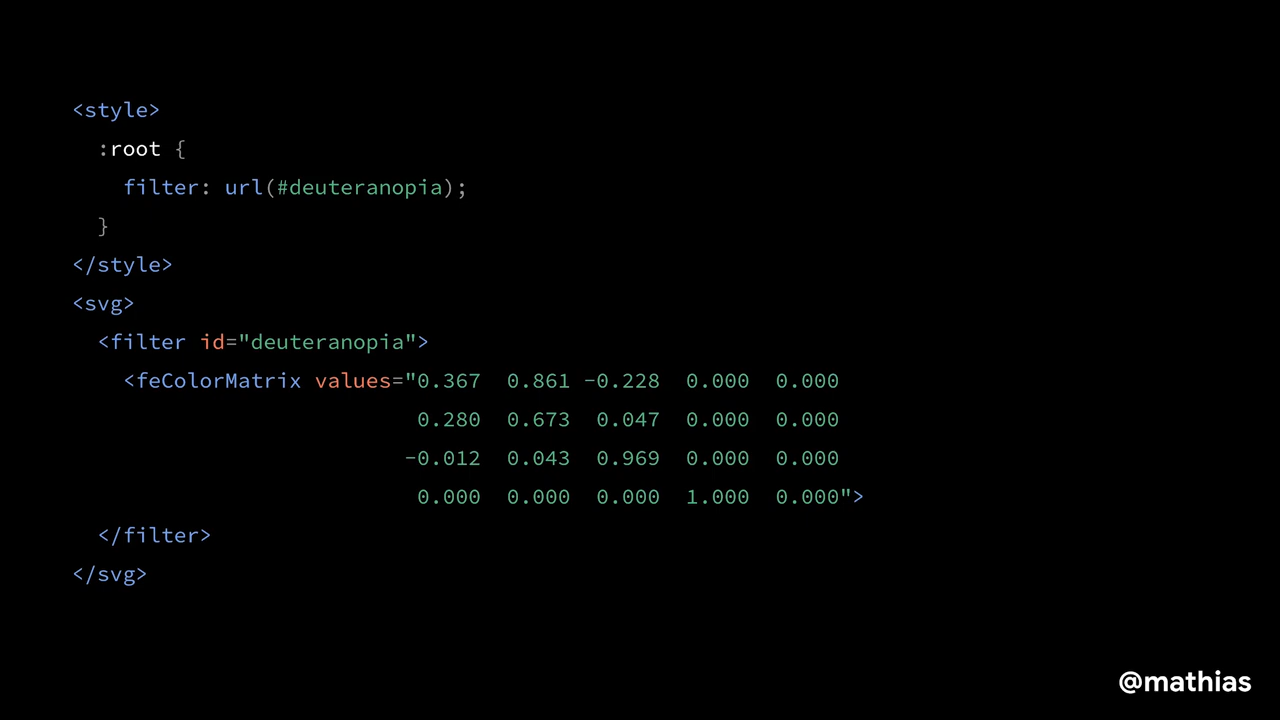 <style>
  :root {
    filter: url(#deuteranopia);
  }
</style>
<svg>
  <filter id="deuteranopia">
    <feColorMatrix values="0.367  0.861 -0.228  0.000  0.000
                           0.280  0.673  0.047  0.000  0.000
                          -0.012  0.043  0.969  0.000  0.000
                           0.000  0.000  0.000  1.000  0.000">
  </filter>
</svg>
@mathias